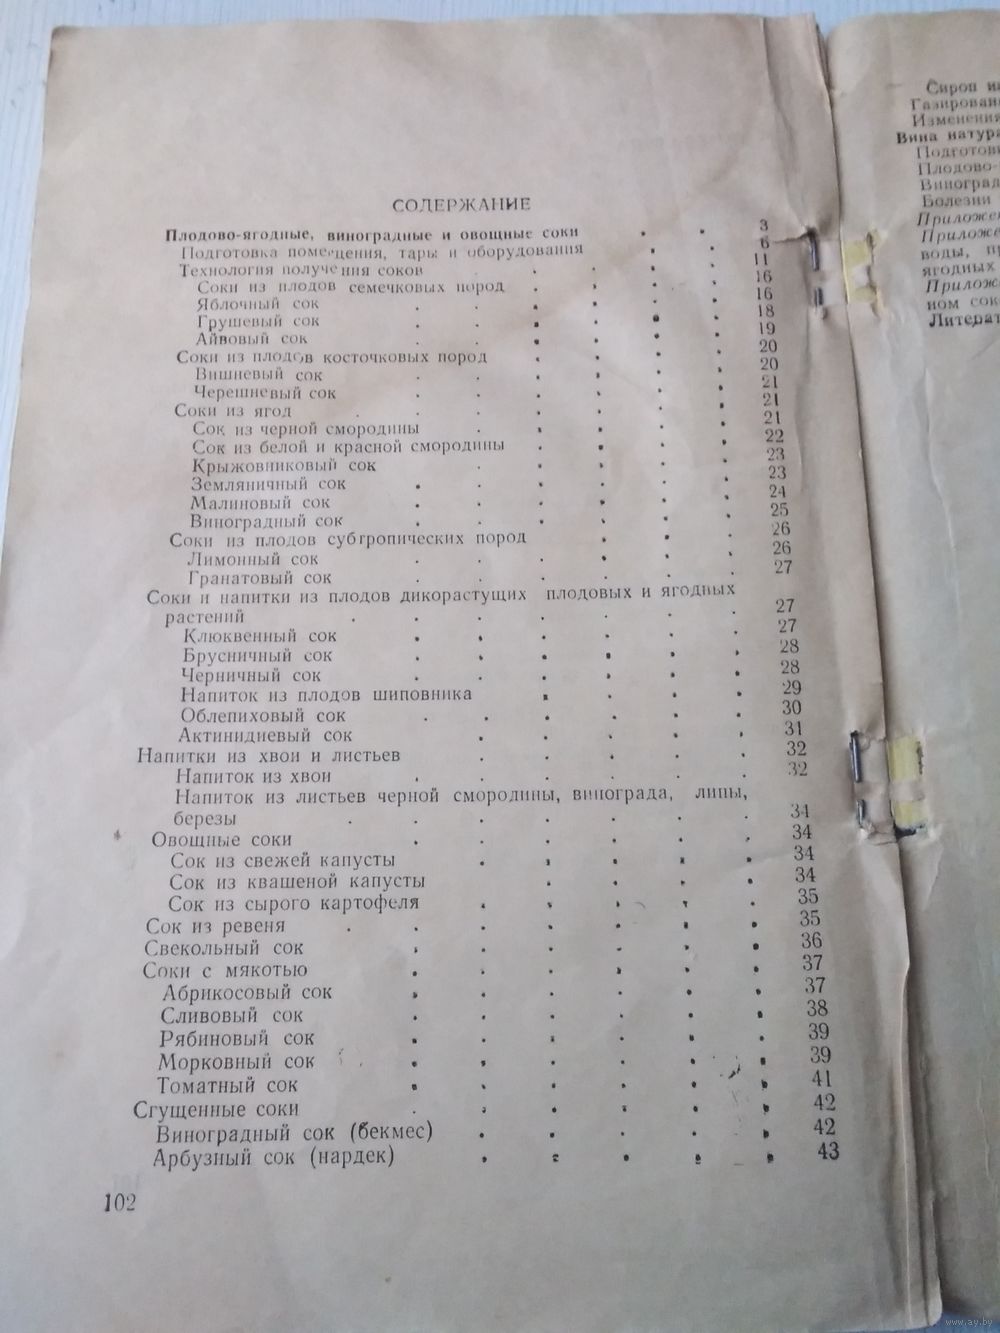 СОДЕРЖАНИЕ
Плодово-ягодные, виноградные и овощные соки . . 3
Подготовка помещения, тары и оборудования . . 6
Технология получения соков . . . . 11
Соки из плодов семечковых пород . . . . 16
Яблочный сок . . . . . . 16
Грушевый сок . . . . . . 18
Айвовый сок . . . . . . 19
Соки из плодов косточковых пород . . . . 20
Вишневый сок . . . . . . 20
Черешневый сок . . . . . . 21
Соки из ягод . . . . . . . 21
Сок из черной смородины . . . . . 21
Сок из белой и красной смородины . . . . 22
Крыжовниковый сок . . . . . 23
Земляничный сок . . . . . . 23
Малиновый сок . . . . . . 24
Виноградный сок . . . . . . 25
Соки из плодов субтропических пород . . . 26
Лимонный сок . . . . . . 26
Гранатовый сок . . . . . . 27
Соки и напитки из плодов дикорастущих плодовых и ягодных
растений . . . . . . . 27
Клюквенный сок . . . . . . 27
Брусничный сок . . . . . . 28
Черничный сок . . . . . . 28
Напиток из плодов шиповника . . . . 29
Облепиховый сок . . . . . . 30
Актинидиевый сок . . . . . 31
Напитки из хвои и листьев . . . . . 32
Напиток из хвои . . . . . . 32
Напиток из листьев черной смородины, винограда, липы,
березы . . . . . . . 34
Овощные соки . . . . . . 34
Сок из свежей капусты . . . . . 34
Сок из квашеной капусты . . . . 34
Сок из сырого картофеля . . . . . 35
Сок из ревеня . . . . . . . 35
Свекольный сок . . . . . . 36
Соки с мякотью . . . . . . 37
Абрикосовый сок . . . . . . 37
Сливовый сок . . . . . . 38
Рябиновый сок . . . . . . 39
Морковный сок . . . . . . 39
Томатный сок . . . . . . 41
Сгущенные соки . . . . . . 42
Виноградный сок (бекмес) . . . . . 42
Арбузный сок (нардек) . . . . . 43
102
Сироп
Газирован
Изменения
Вина натура
Подготовк
Плодово-
Виноград
Болезни
Приложе
Приложе
воды, п
ягодных
Прилож
ном сок
Литерат
www.ay.by